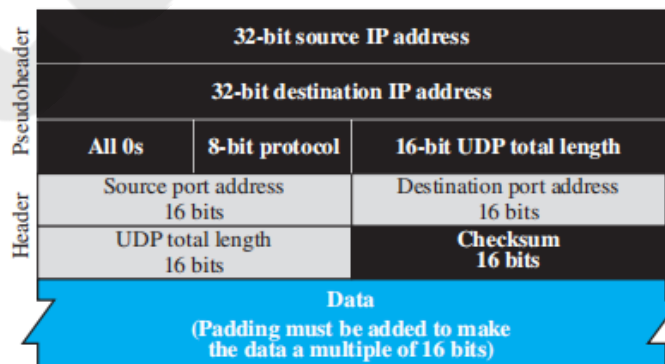 Pseudoheader
32-bit source IP address
32-bit destination IP address
All 0s 8-bit protocol 16-bit UDP total length
Header
Source port address Destination port address
16 bits 16 bits
UDP total length Checksum
16 bits 16 bits
Data
(Padding must be added to make
the data a multiple of 16 bits)